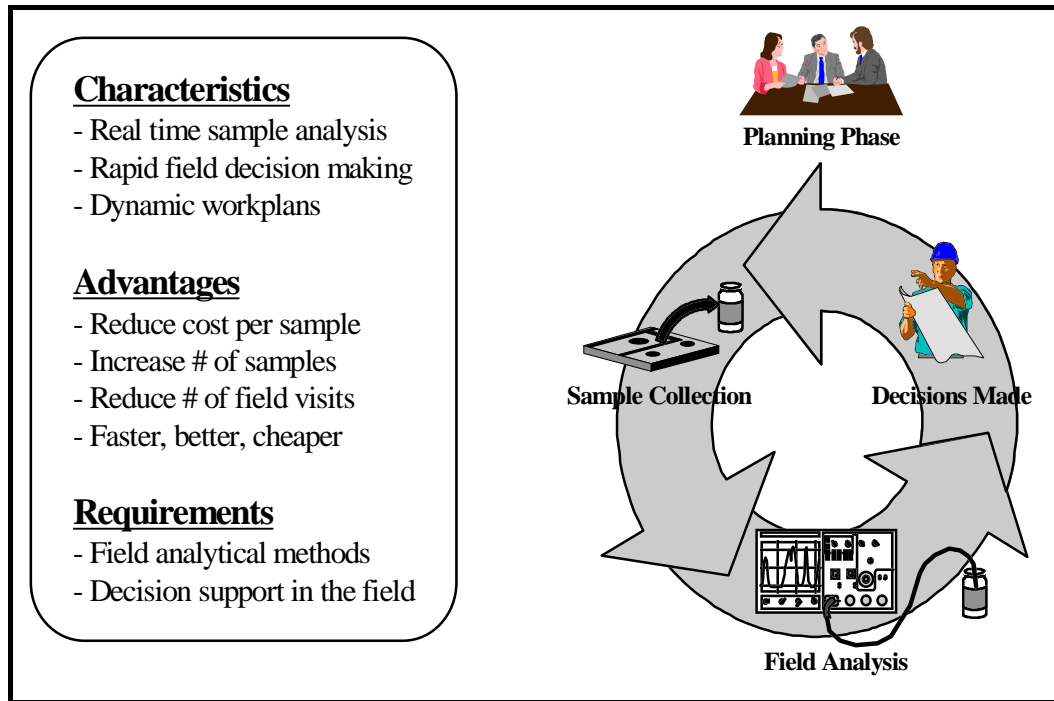 Characteristics
- Real time sample analysis
- Rapid field decision making
- Dynamic workplans
Advantages
- Reduce cost per sample
- Increase # of samples
- Reduce # of field visits
- Faster, better, cheaper
Requirements
- Field analytical methods
- Decision support in the field
Planning Phase
Sample Collection
Decisions Made
Field Analysis